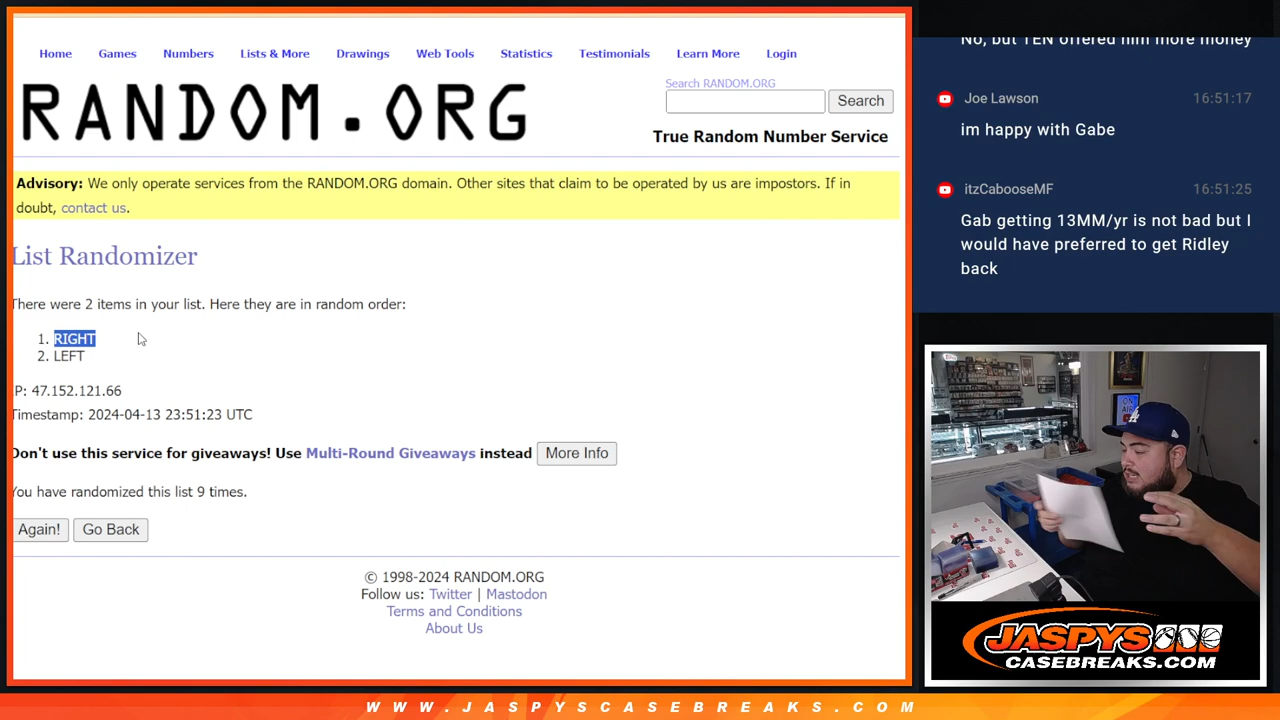 Home Games Numbers Lists & More Drawings Web Tools Statistics Testimonials Learn More Login
RANDOM.ORG
Search RANDOM.ORG
Search
True Random Number Service
Advisory: We only operate services from the RANDOM.ORG domain. Other sites that claim to be operated by us are impostors. If in
doubt, contact us.
List Randomizer
There were 2 items in your list. Here they are in random order:
1. RIGHT
2. LEFT
IP: 47.152.121.66
Timestamp: 2024-04-13 23:51:23 UTC
Don't use this service for giveaways! Use Multi-Round Giveaways instead More Info
You have randomized this list 9 times.
Again! Go Back
© 1998-2024 RANDOM.ORG
Follow us: Twitter | Mastodon
Terms and Conditions
About Us
No, but TEN offered him more money
Joe Lawson 16:51:17
im happy with Gabe
itzCabooseMF 16:51:25
Gab getting 13MM/yr is not bad but I
would have preferred to get Ridley
back
ON
AIR
LA
JASPYS
CASEBREAKS.COM
WWW.JASPYSCASEBREAKS.COM